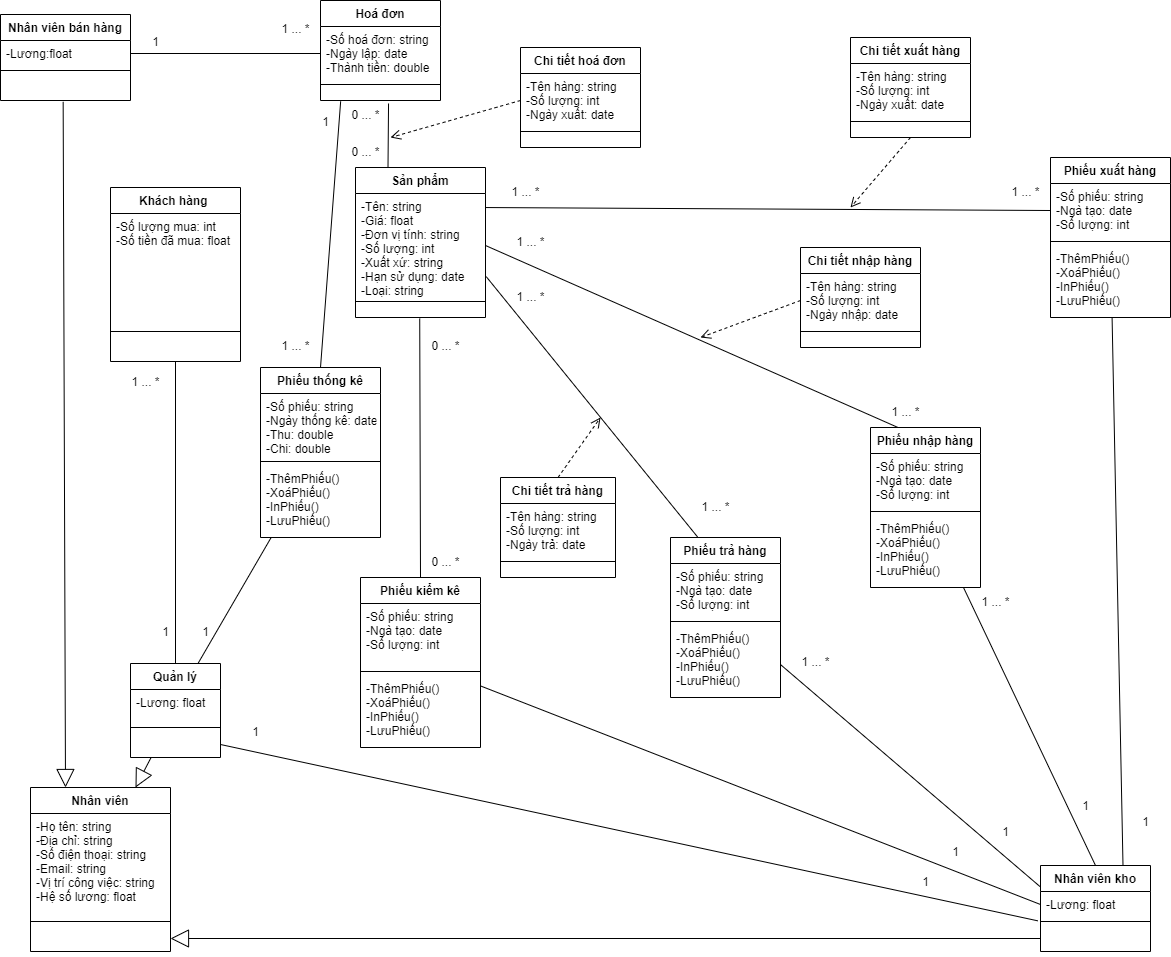 Nhân viên bán hàng
-Lương:float
1
1 ... *
Hoá đơn
-Số hoá đơn: string
-Ngày lập: date
-Thành tiền: double
1
0 ... *
0 ... *
Chi tiết hoá đơn
-Tên hàng: string
-Số lượng: int
-Ngày xuất: date
Chi tiết xuất hàng
-Tên hàng: string
-Số lượng: int
-Ngày xuất: date
Phiếu xuất hàng
-Số phiếu: string
-Ngà tạo: date
-Số lượng: int
-ThêmPhiếu()
-XoáPhiếu()
-InPhiếu()
-LưuPhiếu()
Khách hàng
-Số lượng mua: int
-Số tiền đã mua: float
Sản phẩm
-Tên: string
-Giá: float
-Đơn vị tính: string
-Số lượng: int
-Xuất xứ: string
-Hạn sử dụng: date
-Loại: string
1 ... *
1 ... *
1 ... *
1 ... *
Chi tiết nhập hàng
-Tên hàng: string
-Số lượng: int
-Ngày nhập: date
1 ... *
0 ... *
1 ... *
Phiếu thống kê
-Số phiếu: string
-Ngày thống kê: date
-Thu: double
-Chi: double
-ThêmPhiếu()
-XoáPhiếu()
-InPhiếu()
-LưuPhiếu()
1 ... *
Phiếu nhập hàng
-Số phiếu: string
-Ngà tạo: date
-Số lượng: int
-ThêmPhiếu()
-XoáPhiếu()
-InPhiếu()
-LưuPhiếu()
Chi tiết trả hàng
-Tên hàng: string
-Số lượng: int
-Ngày trả: date
1 ... *
Phiếu trả hàng
-Số phiếu: string
-Ngà tạo: date
-Số lượng: int
-ThêmPhiếu()
-XoáPhiếu()
-InPhiếu()
-LưuPhiếu()
0 ... *
Phiếu kiểm kê
-Số phiếu: string
-Ngà tạo: date
-Số lượng: int
-ThêmPhiếu()
-XoáPhiếu()
-InPhiếu()
-LưuPhiếu()
1 ... *
1 ... *
1
1
Quản lý
-Lương: float
1
Nhân viên
-Họ tên: string
-Địa chỉ: string
-Số điện thoại: string
-Email: string
-Vị trí công việc: string
-Hệ số lương: float
1
1
1
1
1
Nhân viên kho
-Lương: float